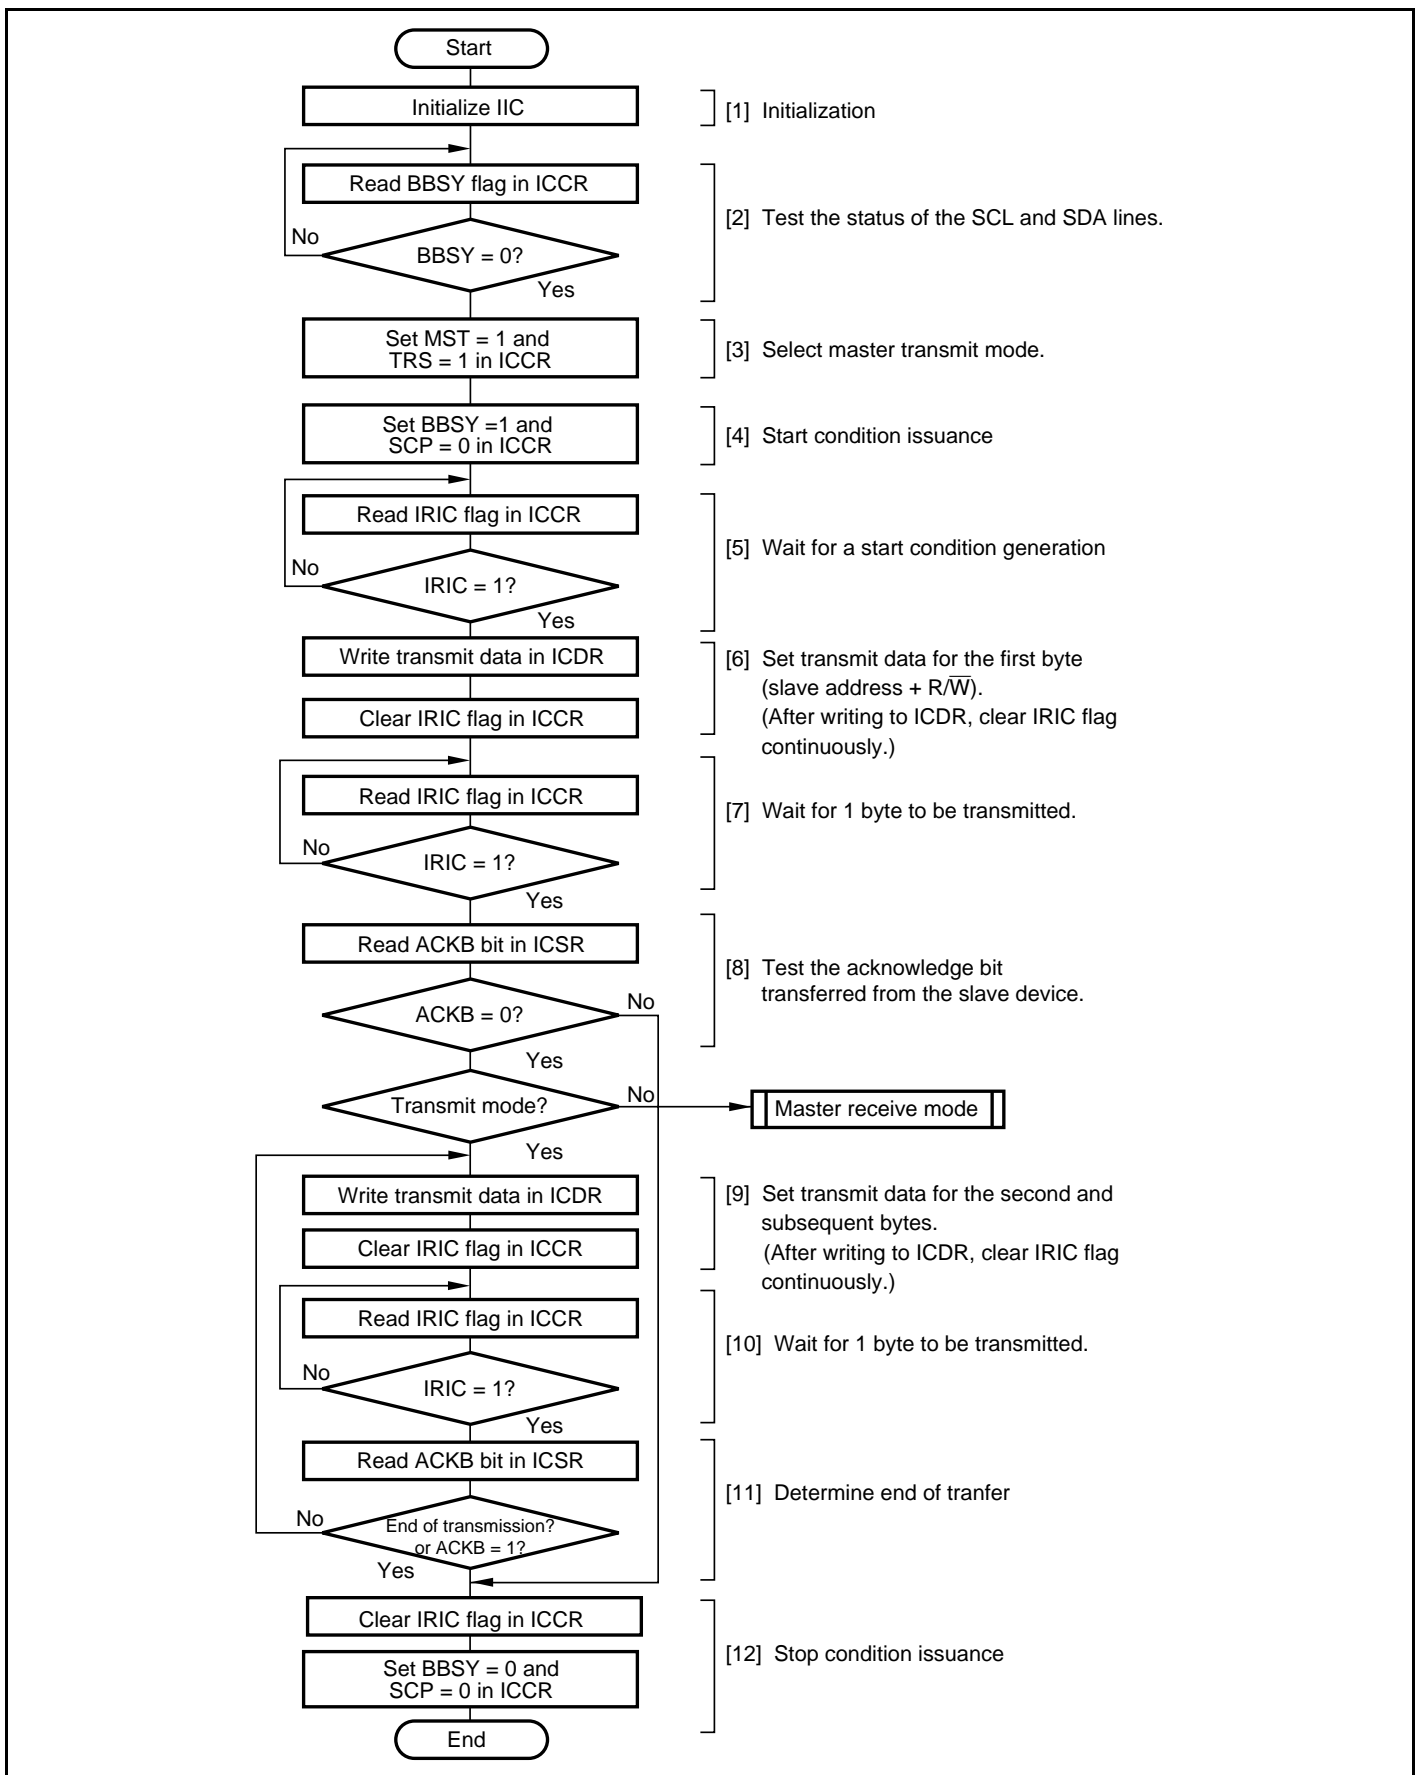 Start
Initialize IIC
[1] Initialization
Read BBSY flag in ICCR
[2] Test the status of the SCL and SDA lines.
No
BBSY = 0?
Yes
Set MST = 1 and
TRS = 1 in ICCR
[3] Select master transmit mode.
Set BBSY =1 and
SCP = 0 in ICCR
[4] Start condition issuance
Read IRIC flag in ICCR
[5] Wait for a start condition generation
No
IRIC = 1?
Yes
Write transmit data in ICDR
Clear IRIC flag in ICCR
[6] Set transmit data for the first byte
(slave address + R/W̅).
(After writing to ICDR, clear IRIC flag
continuously.)
Read IRIC flag in ICCR
[7] Wait for 1 byte to be transmitted.
No
IRIC = 1?
Yes
Read ACKB bit in ICSR
[8] Test the acknowledge bit
transferred from the slave device.
ACKB = 0?
No
Yes
Transmit mode?
No
Master receive mode
Yes
Write transmit data in ICDR
Clear IRIC flag in ICCR
[9] Set transmit data for the second and
subsequent bytes.
(After writing to ICDR, clear IRIC flag
continuously.)
Read IRIC flag in ICCR
[10] Wait for 1 byte to be transmitted.
No
IRIC = 1?
Yes
Read ACKB bit in ICSR
[11] Determine end of tranfer
No
End of transmission?
or ACKB = 1?
Yes
Clear IRIC flag in ICCR
[12] Stop condition issuance
Set BBSY = 0 and
SCP = 0 in ICCR
End